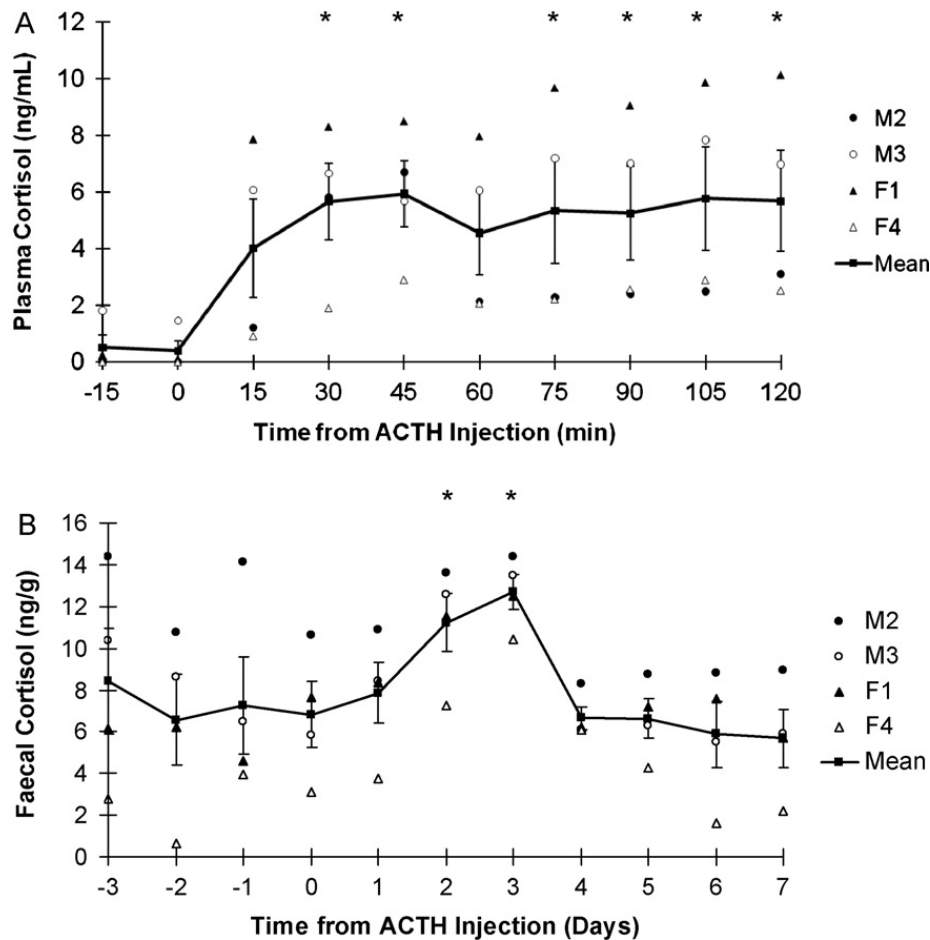 A
* * * * * *
12
10
8
6
4
2
0
Plasma Cortisol (ng/mL)
M2
M3
F1
F4
Mean
-15 0 15 30 45 60 75 90 105 120
Time from ACTH Injection (min)
B
* *
16
14
12
10
8
6
4
2
0
Faecal Cortisol (ng/g)
M2
M3
F1
F4
Mean
-3 -2 -1 0 1 2 3 4 5 6 7
Time from ACTH Injection (Days)